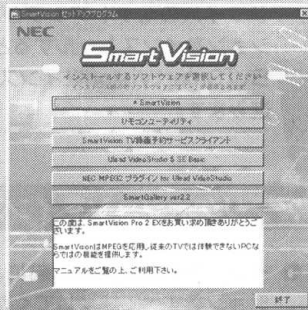 SmartVision セットアッププログラム
NEC
SmartVision
インストールするソフトウェアを選択してください
* SmartVision
リモコンユーティリティ
SmartVision TV録画予約サービスクライアント
Ulead VideoStudio 5 SE Basic
NEC MPEG2 プラグイン for Ulead VideoStudio
SmartGallery ver2.2
この度は、SmartVision Pro 2 EXをお買い求め頂きありがとうございます。
SmartVisonはMPEGを応用し従来のTVでは体験できないPCならではの機能を提供します。
マニュアルをご覧の上、ご利用下さい。
終了